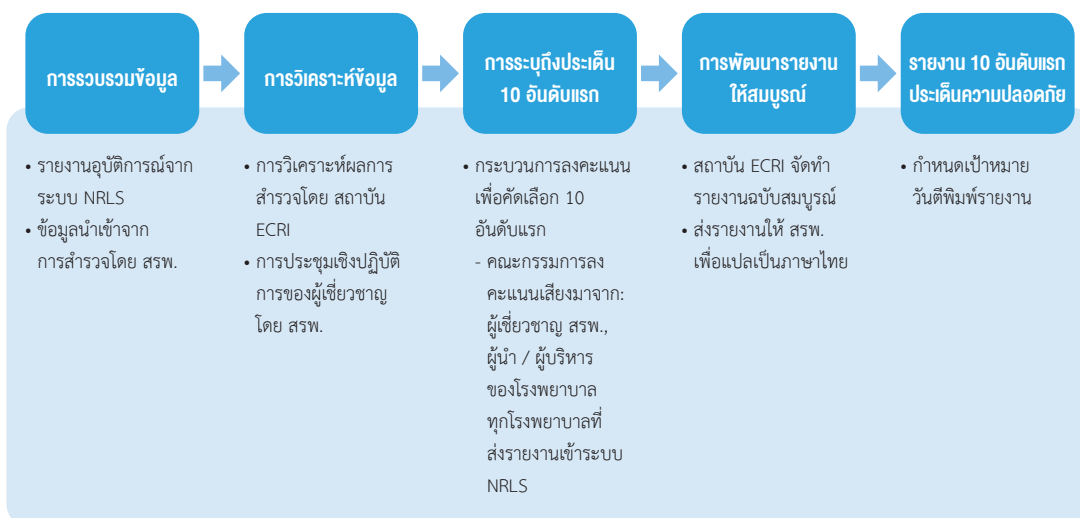 การรวบรวมข้อมูล
การวิเคราะห์ข้อมูล
การระบุถึงประเด็น
10 อันดับแรก
การพัฒนารายงาน
ให้สมบูรณ์
รายงาน 10 อันดับแรก
ประเด็นความปลอดภัย
• รายงานอุบัติการณ์จาก
ระบบ NRLS
• ข้อมูลนำเข้าจาก
การสำรวจโดย สรพ.
• การวิเคราะห์ผลการ
สำรวจโดย สถาบัน
ECRI
• การประชุมเชิงปฏิบัติ
การของผู้เชี่ยวชาญ
โดย สรพ.
• กระบวนการลงคะแนน
เพื่อคัดเลือก 10
อันดับแรก
- คณะกรรมการลง
คะแนนเสียงมาจาก:
ผู้เชี่ยวชาญ สรพ.,
ผู้นำ / ผู้บริหาร
ของโรงพยาบาล
ทุกโรงพยาบาลที่
ส่งรายงานเข้าระบบ
NRLS
• สถาบัน ECRI จัดทำ
รายงานฉบับสมบูรณ์
• ส่งรายงานให้ สรพ.
เพื่อแปลเป็นภาษาไทย
• กำหนดเป้าหมาย
วันตีพิมพ์รายงาน